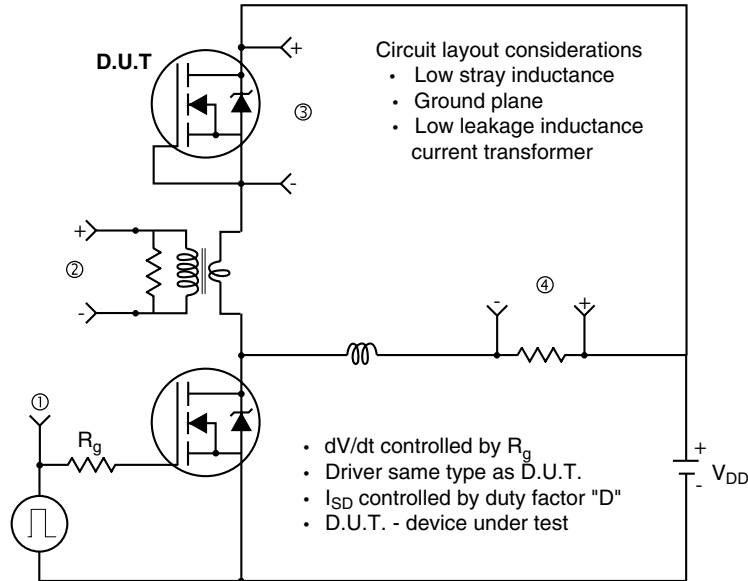 D.U.T
+
Circuit layout considerations
• Low stray inductance
• Ground plane
• Low leakage inductance
current transformer
③
-
+
②
-
④
-
+
①
Rg
• dV/dt controlled by Rg
• Driver same type as D.U.T.
• ISD controlled by duty factor "D"
• D.U.T. - device under test
+
VDD
-